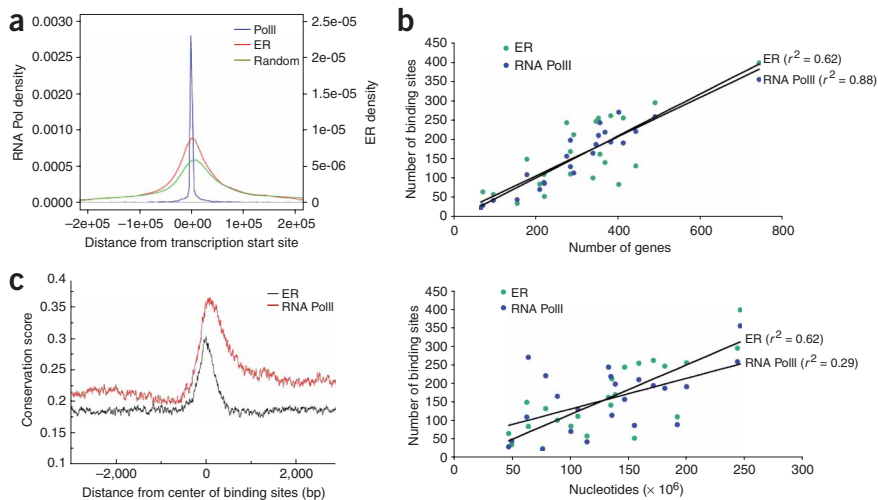 a
0.0030
0.0025
0.0020
0.0015
0.0010
0.0005
0.0000
RNA Pol density
PolII
ER
Random
2.5e-05
2e-05
1.5e-05
1e-05
5e-06
0
ER density
−2e+05
−1e+05
0e+00
1e+05
2e+05
Distance from transcription start site
b
450
400
350
300
250
200
150
100
50
0
Number of binding sites
ER
RNA PolII
ER (r² = 0.62)
RNA PolII (r² = 0.88)
0
200
400
600
800
Number of genes
c
0.4
0.35
0.3
0.25
0.2
0.15
0.1
Conservation score
ER
RNA PolII
−2,000
0
2,000
Distance from center of binding sites (bp)
450
400
350
300
250
200
150
100
50
0
Number of binding sites
ER
RNA PolII
ER (r² = 0.62)
RNA PolII (r² = 0.29)
0
50
100
150
200
250
300
Nucleotides (× 10⁶)